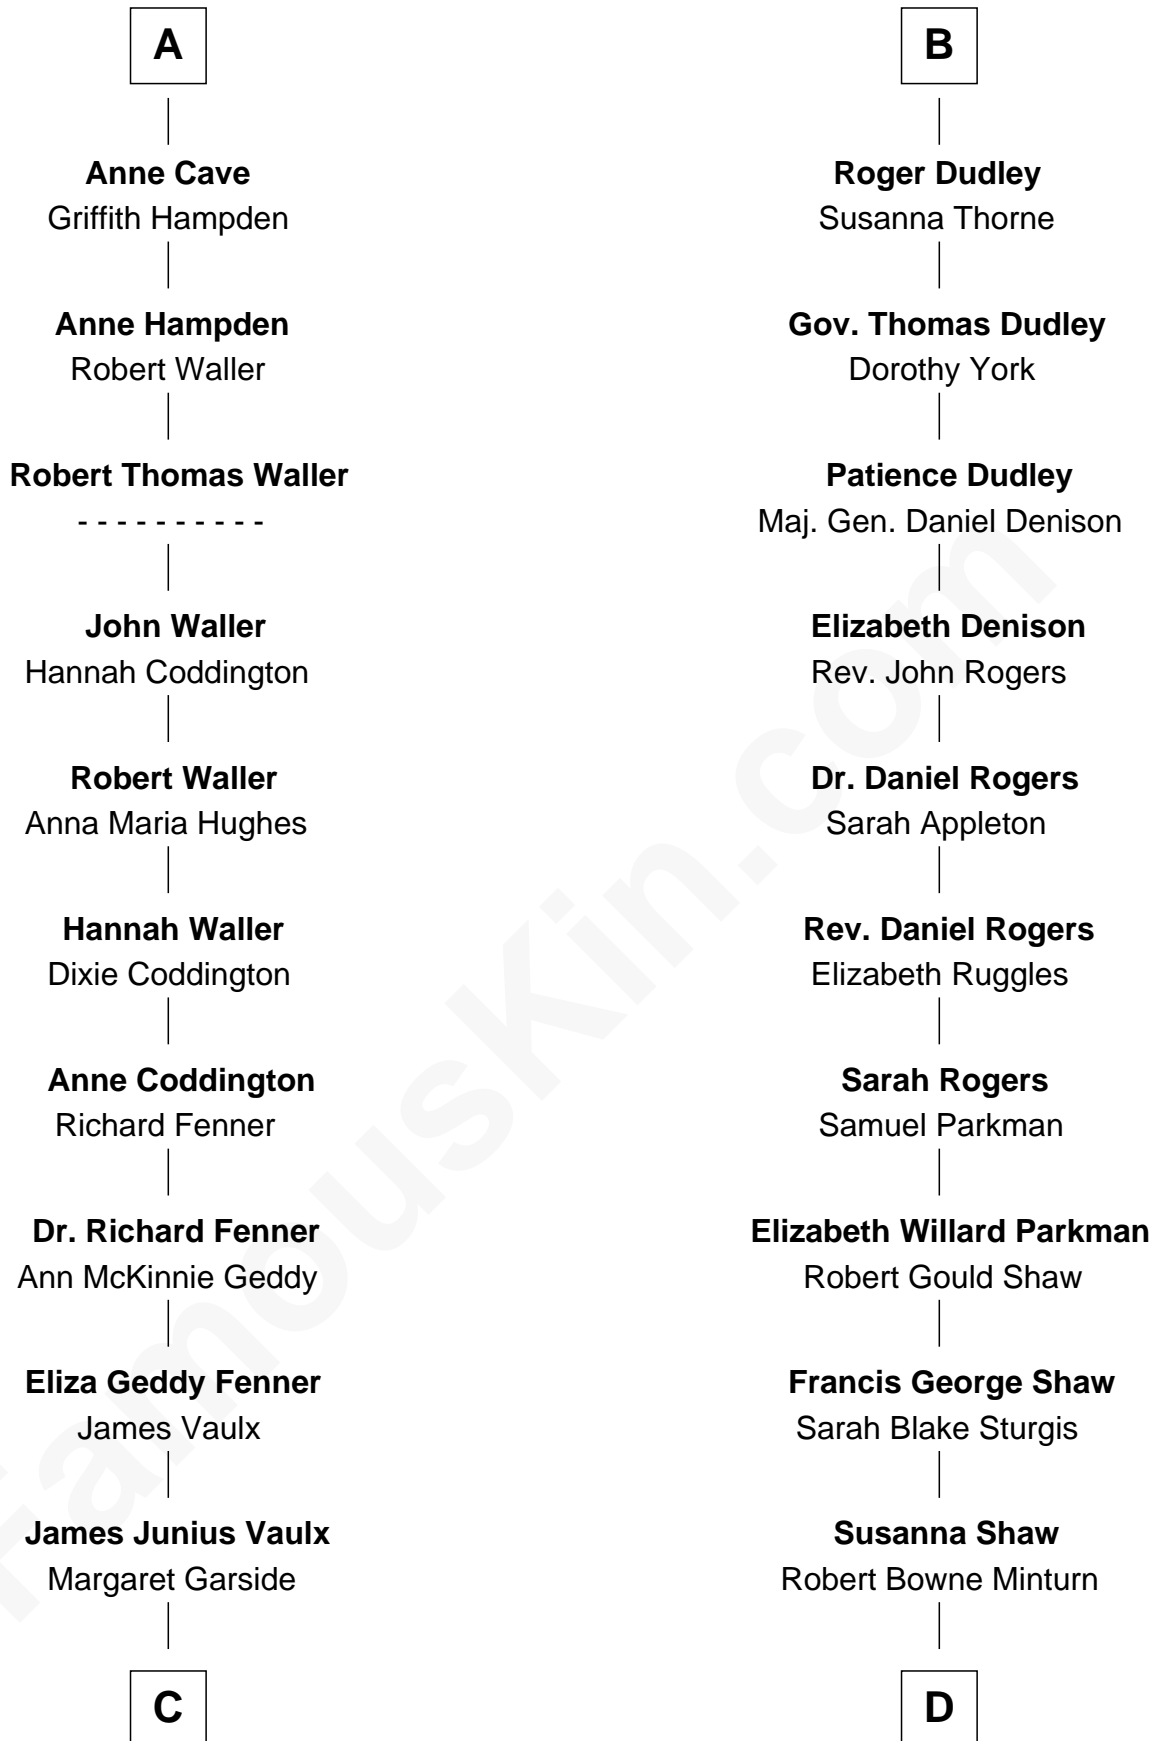 A
Anne Cave
Griffith Hampden
Anne Hampden
Robert Waller
Robert Thomas Waller
- - - - - - - - - -
John Waller
Hannah Coddington
Robert Waller
Anna Maria Hughes
Hannah Waller
Dixie Coddington
Anne Coddington
Richard Fenner
Dr. Richard Fenner
Ann McKinnie Geddy
Eliza Geddy Fenner
James Vaulx
James Junius Vaulx
Margaret Garside
C
B
Roger Dudley
Susanna Thorne
Gov. Thomas Dudley
Dorothy York
Patience Dudley
Maj. Gen. Daniel Denison
Elizabeth Denison
Rev. John Rogers
Dr. Daniel Rogers
Sarah Appleton
Rev. Daniel Rogers
Elizabeth Ruggles
Sarah Rogers
Samuel Parkman
Elizabeth Willard Parkman
Robert Gould Shaw
Francis George Shaw
Sarah Blake Sturgis
Susanna Shaw
Robert Bowne Minturn
D
FamousKin.com